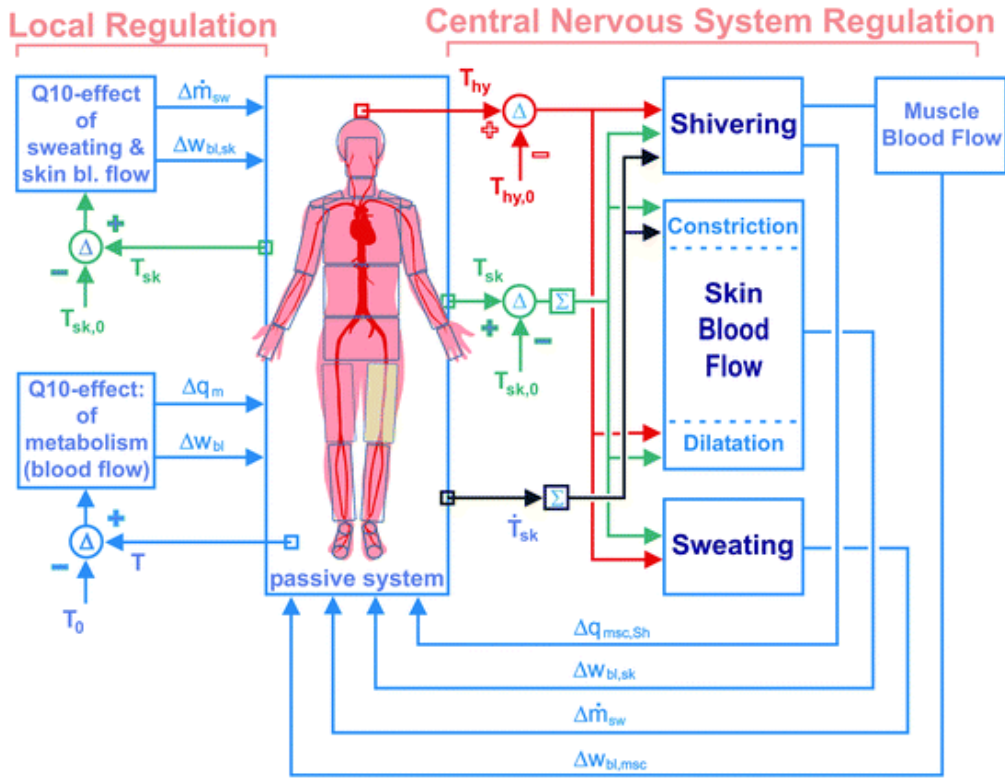 Local Regulation
Central Nervous System Regulation
Q10-effect
of
sweating &
skin bl. flow
Δṁsw
Δwbl,sk
+
Δ
−
Tsk
Tsk,0
Q10-effect:
of
metabolism
(blood flow)
Δqm
Δwbl
+
Δ
−
T
T0
passive system
Thy
Δ
+
−
Thy,0
Tsk
Δ
Σ
+
−
Tsk,0
Σ
Ṫsk
Shivering
Muscle
Blood Flow
Constriction
Skin
Blood
Flow
Dilatation
Sweating
Δqmsc,Sh
Δwbl,sk
Δṁsw
Δwbl,msc